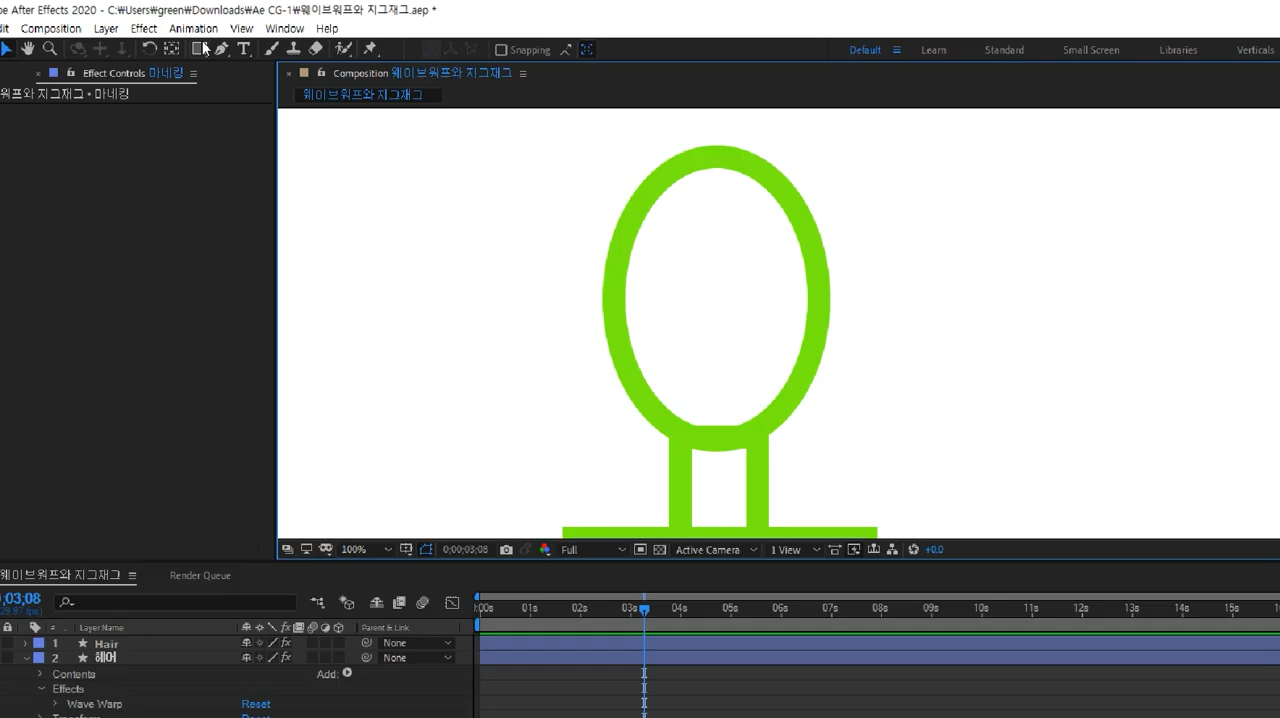 pe After Effects 2020 - C:₩Users₩green₩Downloads₩Ae CG-1₩웨이브워프와 지그재그.aep *
dit Composition Layer Effect Animation View Window Help
Snapping Default Learn Standard Small Screen Libraries Verticals
Effect Controls 마네킹
Composition 웨이브워프와 지그재그
워프와 지그재그 • 마네킹
웨이브워프와 지그재그
100% 0;00;03;08 Full Active Camera 1 View +0.0
웨이브워프와 지그재그 Render Queue
;03;08
29.97 fps)
:00s 01s 02s 03s 04s 05s 06s 07s 08s 09s 10s 11s 12s 13s 14s 15s
# Layer Name Parent & Link
1 Hair None
2 헤어 None
Contents Add:
Effects
Wave Warp Reset
Transform Reset